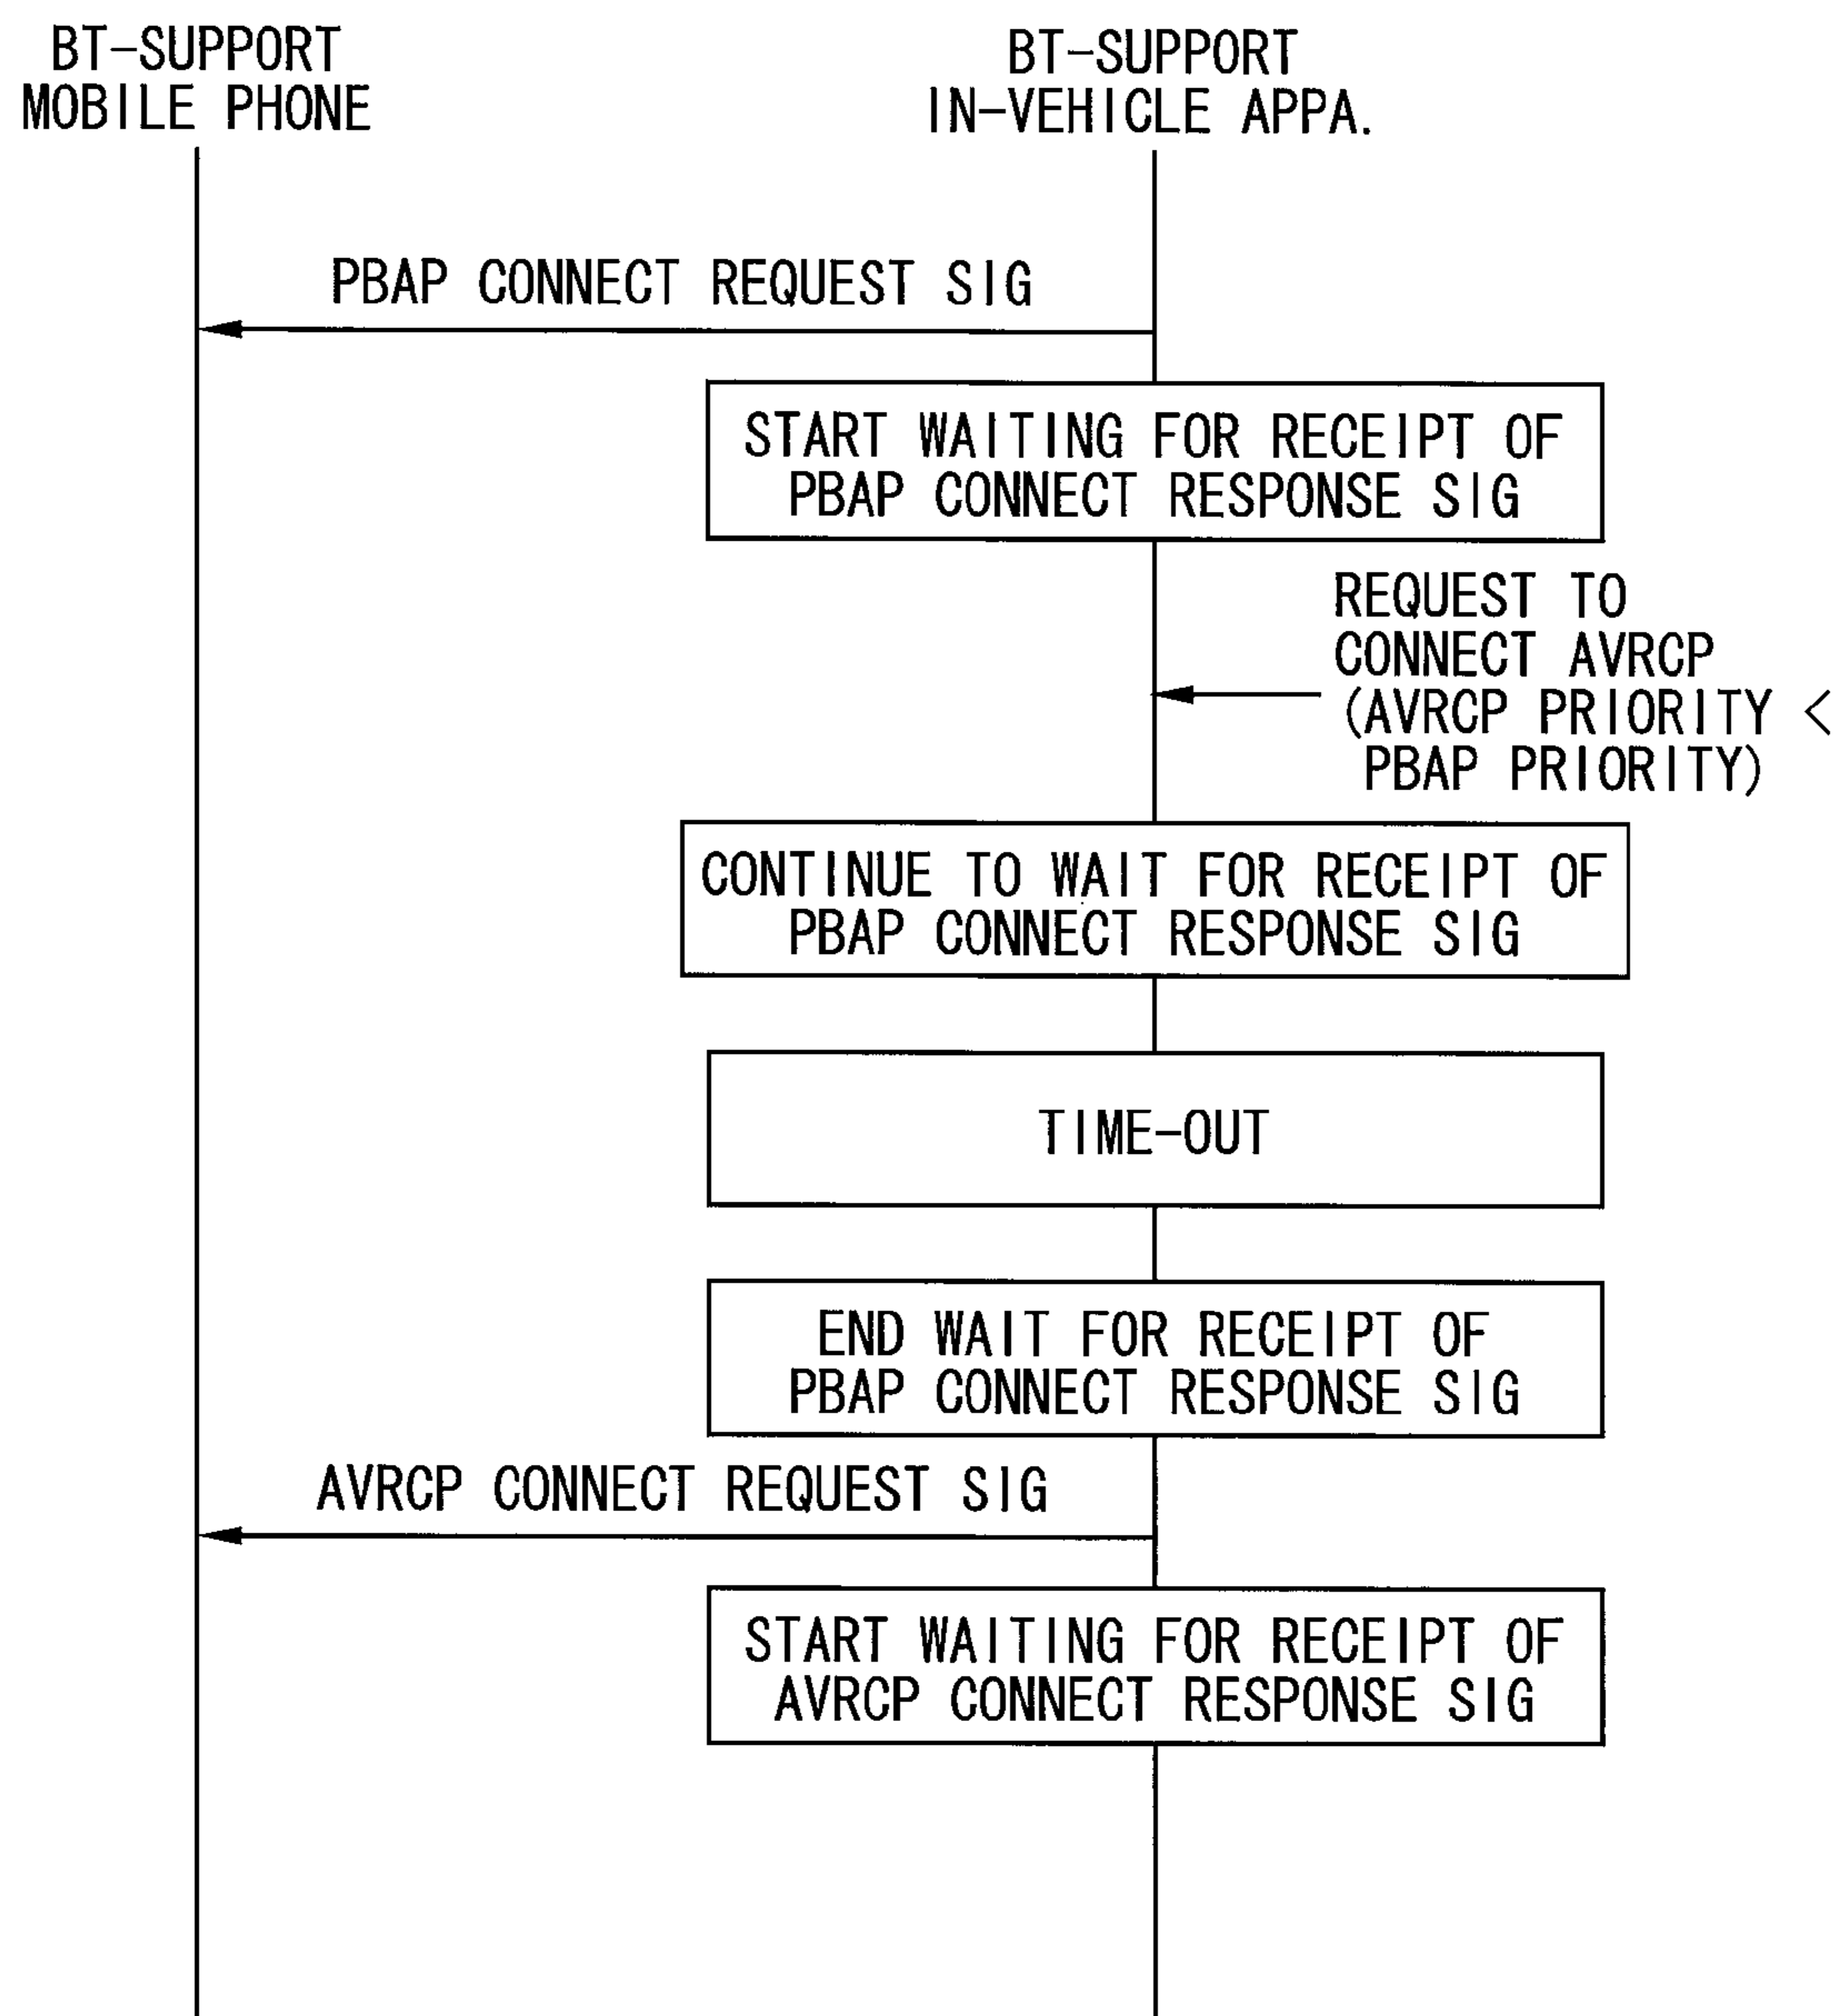 BT-SUPPORT
MOBILE PHONE
BT-SUPPORT
IN-VEHICLE APPA.
PBAP CONNECT REQUEST SIG
START WAITING FOR RECEIPT OF
PBAP CONNECT RESPONSE SIG
REQUEST TO
CONNECT AVRCP
(AVRCP PRIORITY <
PBAP PRIORITY)
CONTINUE TO WAIT FOR RECEIPT OF
PBAP CONNECT RESPONSE SIG
TIME-OUT
END WAIT FOR RECEIPT OF
PBAP CONNECT RESPONSE SIG
AVRCP CONNECT REQUEST SIG
START WAITING FOR RECEIPT OF
AVRCP CONNECT RESPONSE SIG